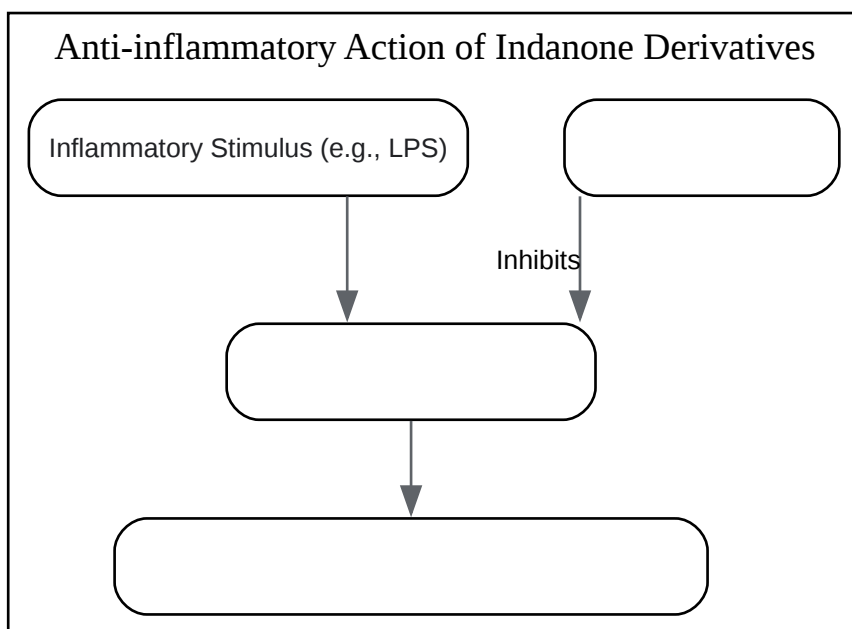 Anti-inflammatory Action of Indanone Derivatives
Inflammatory Stimulus (e.g., LPS)
Inhibits